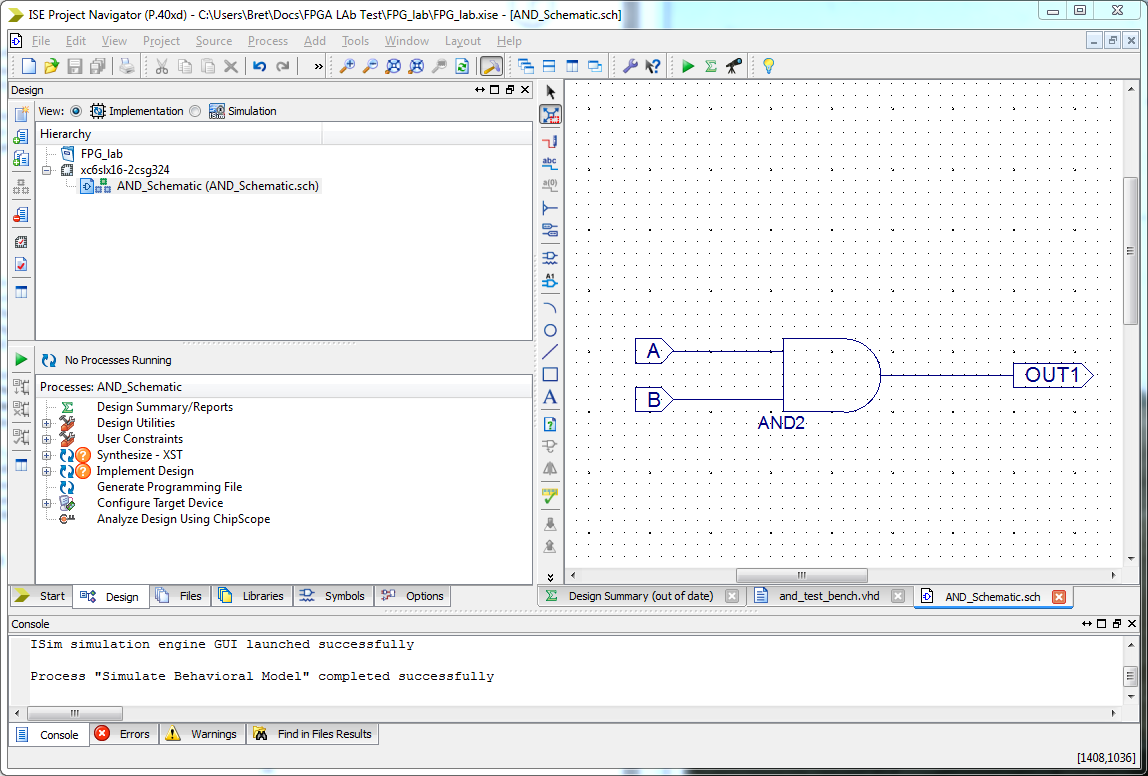 ISE Project Navigator (P.40xd) - C:\Users\Bret\Docs\FPGA LAb Test\FPG_lab\FPG_lab.xise - [AND_Schematic.sch]
File Edit View Project Source Process Add Tools Window Layout Help
Design
View: Implementation Simulation
Hierarchy
FPG_lab
xc6slx16-2csg324
AND_Schematic (AND_Schematic.sch)
No Processes Running
Processes: AND_Schematic
Design Summary/Reports
Design Utilities
User Constraints
Synthesize - XST
Implement Design
Generate Programming File
Configure Target Device
Analyze Design Using ChipScope
Start Design Files Libraries Symbols Options
abc
a(0)
A1
A
A
B
AND2
OUT1
Design Summary (out of date) and_test_bench.vhd AND_Schematic.sch
Console
ISim simulation engine GUI launched successfully
Process "Simulate Behavioral Model" completed successfully
Console Errors Warnings Find in Files Results
[1408,1036]